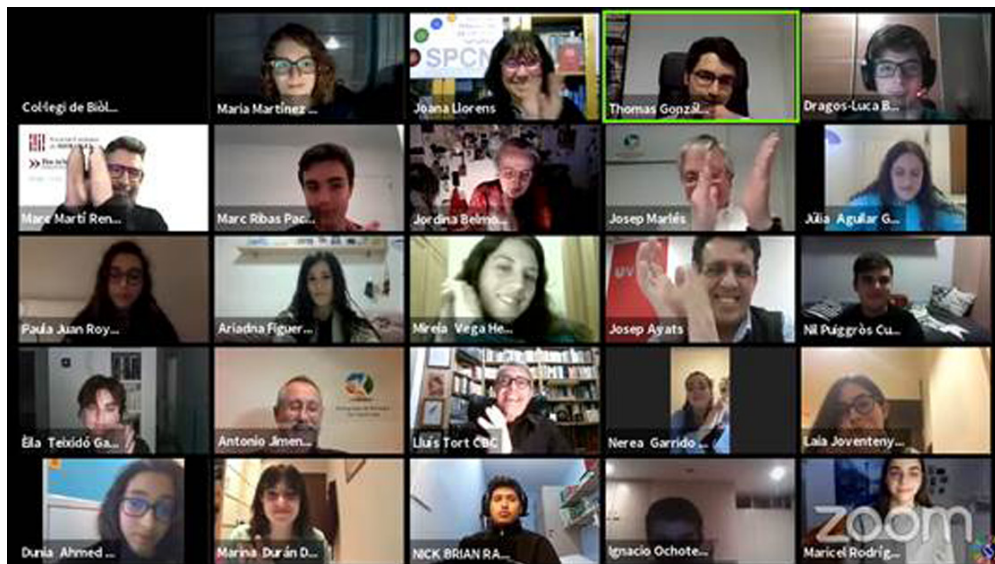 Col·legi de Biòl...
Maria Martínez ...
SPCN
Joana Llorens
Thomas Gonzál...
Dragos-Luca B...
Marc Martí Ren...
Marc Ribas Pac...
Jordina Belmo...
Josep Marlés
Júlia Aguilar G...
Paula Juan Roy...
Ariadna Figuer...
Mireia Vega He...
UV
Josep Ayats
Nil Puiggròs Cu...
Èlia Teixidó Ga...
Antonio Jimen...
Lluís Tort CBC
Nerea Garrido ...
Laia Joventeny...
Dunia Ahmed ...
Marina Durán D...
NICK BRIAN RA...
Ignacio Ochote...
zoom
Maricel Rodríg...